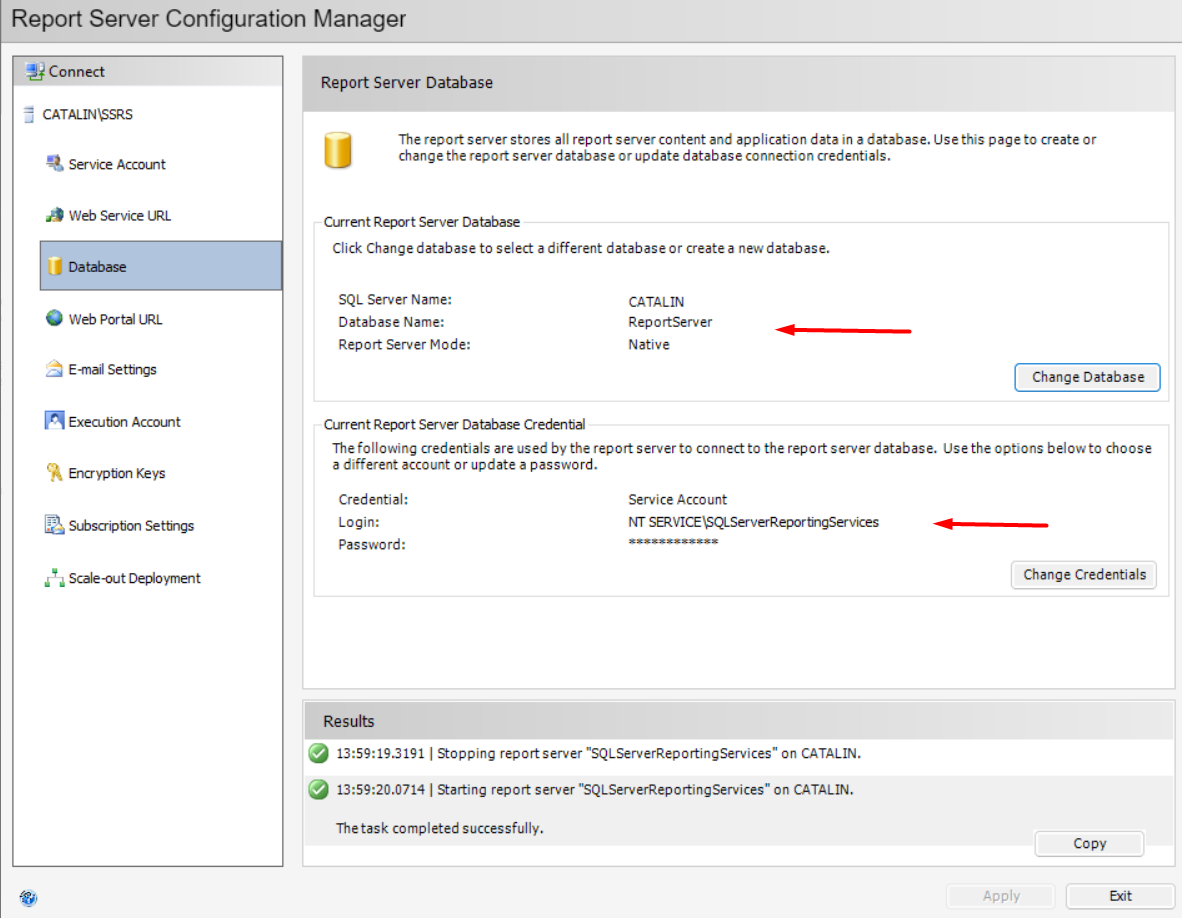 Report Server Configuration Manager
Connect
CATALIN\SSRS
Service Account
Web Service URL
Database
Web Portal URL
E-mail Settings
Execution Account
Encryption Keys
Subscription Settings
Scale-out Deployment
Report Server Database
The report server stores all report server content and application data in a database. Use this page to create or
change the report server database or update database connection credentials.
Current Report Server Database
Click Change database to select a different database or create a new database.
SQL Server Name: CATALIN
Database Name: ReportServer
Report Server Mode: Native
Change Database
Current Report Server Database Credential
The following credentials are used by the report server to connect to the report server database.  Use the options below to choose
a different account or update a password.
Credential: Service Account
Login: NT SERVICE\SQLServerReportingServices
Password: ************
Change Credentials
Results
13:59:19.3191 | Stopping report server "SQLServerReportingServices" on CATALIN.
13:59:20.0714 | Starting report server "SQLServerReportingServices" on CATALIN.
The task completed successfully.
Copy
Apply
Exit